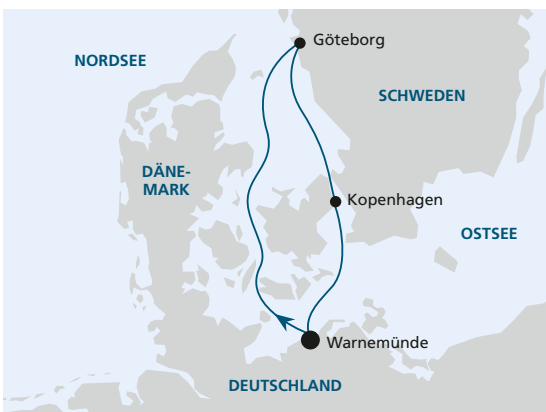 Göteborg
NORDSEE
SCHWEDEN
DÄNE-
MARK
Kopenhagen
OSTSEE
Warnemünde
DEUTSCHLAND